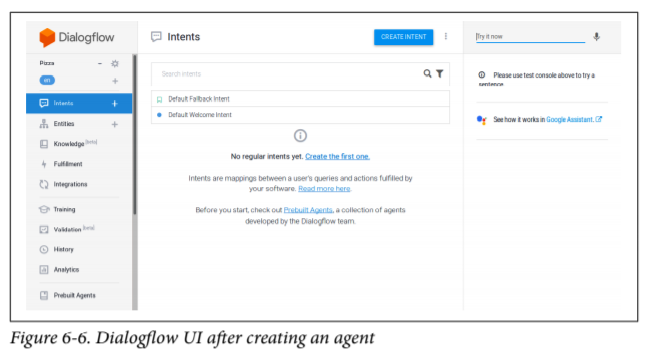 Dialogflow
Pizza
en
Intents
Entities
Knowledge [beta]
Fulfillment
Integrations
Training
Validation [beta]
History
Analytics
Prebuilt Agents
Intents
CREATE INTENT
Search intents
Default Fallback Intent
Default Welcome Intent
No regular intents yet. Create the first one.
Intents are mappings between a user's queries and actions fulfilled by
your software. Read more here.
Before you start, check out Prebuilt Agents, a collection of agents
developed by the Dialogflow team.
Try it now
Please use test console above to try a
sentence.
See how it works in Google Assistant.
Figure 6-6. Dialogflow UI after creating an agent